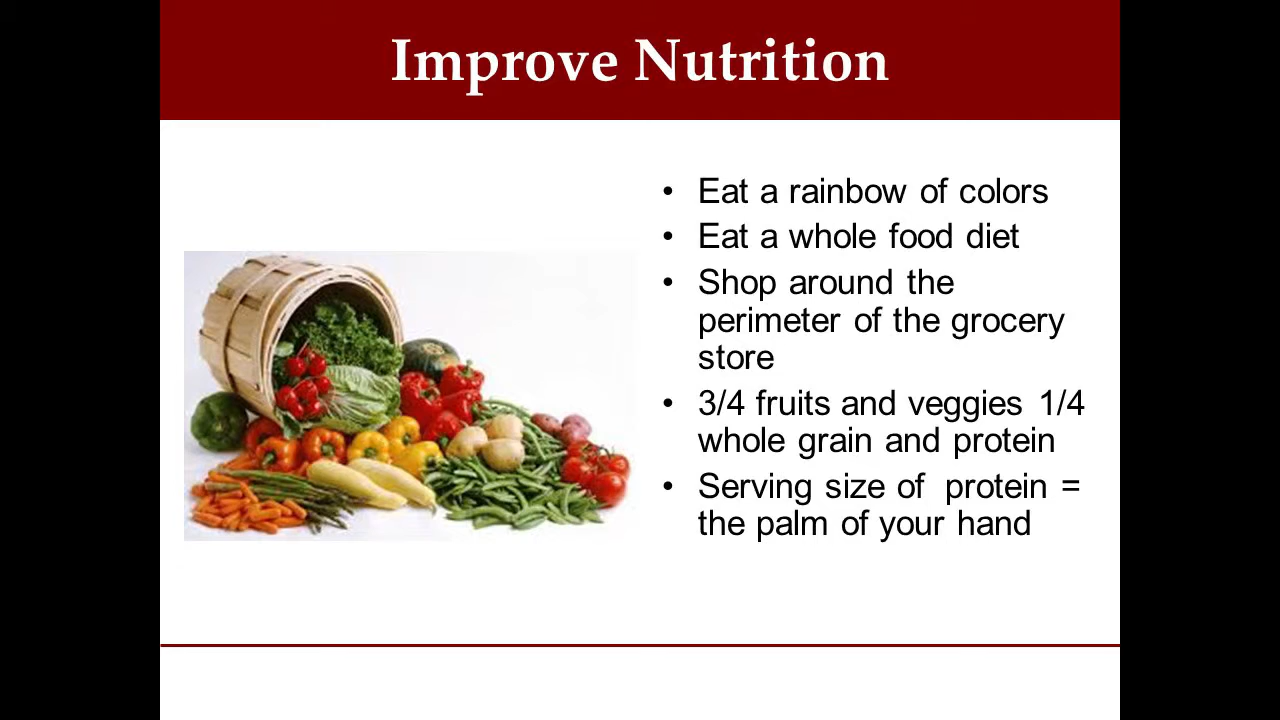 Improve Nutrition
• Eat a rainbow of colors
• Eat a whole food diet
• Shop around the
perimeter of the grocery
store
• 3/4 fruits and veggies 1/4
whole grain and protein
• Serving size of  protein =
the palm of your hand